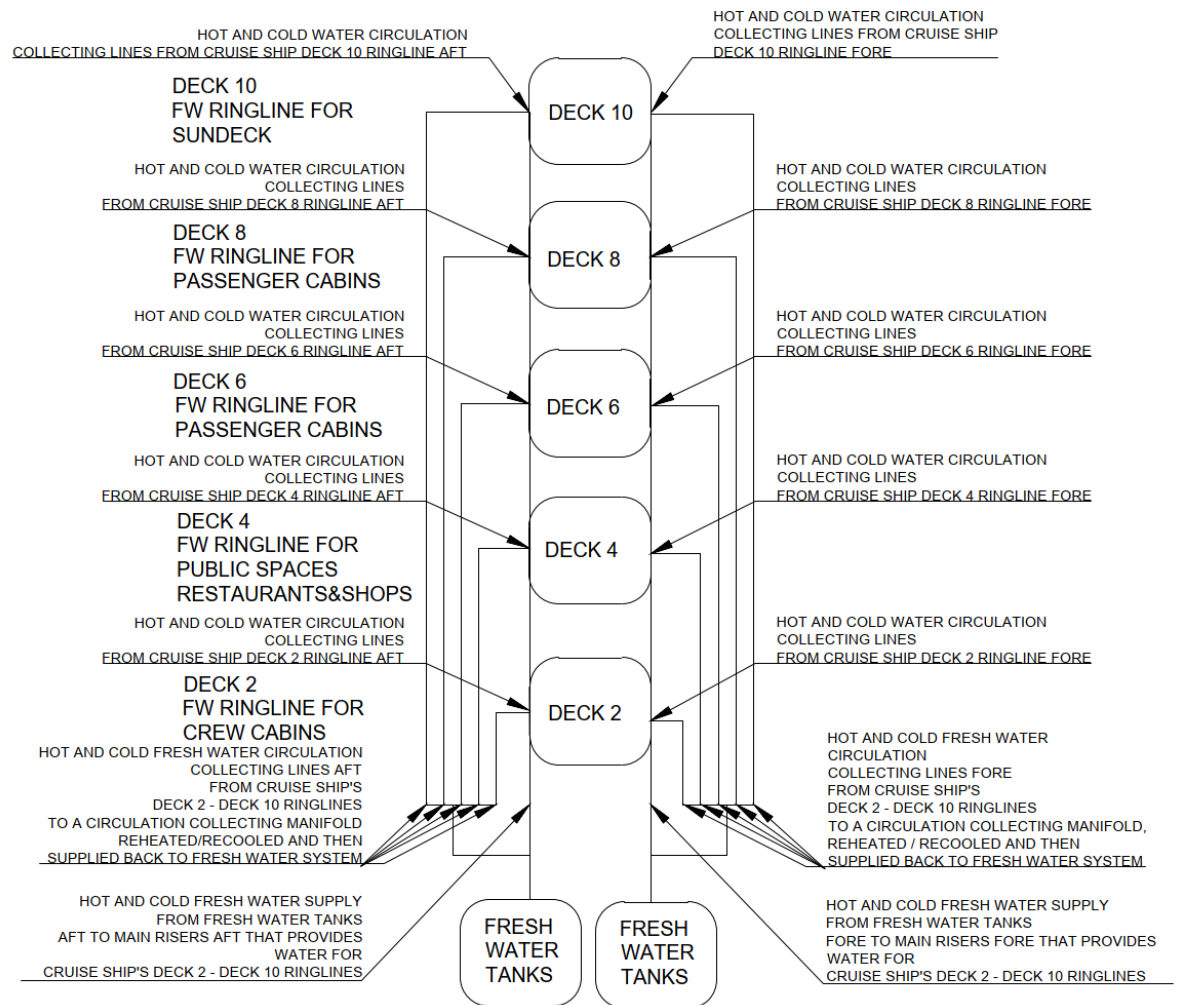 HOT AND COLD WATER CIRCULATION
COLLECTING LINES FROM CRUISE SHIP DECK 10 RINGLINE AFT
HOT AND COLD WATER CIRCULATION
COLLECTING LINES FROM CRUISE SHIP
DECK 10 RINGLINE FORE
DECK 10
FW RINGLINE FOR
SUNDECK
DECK 10
HOT AND COLD WATER CIRCULATION
COLLECTING LINES
FROM CRUISE SHIP DECK 8 RINGLINE AFT
HOT AND COLD WATER CIRCULATION
COLLECTING LINES
FROM CRUISE SHIP DECK 8 RINGLINE FORE
DECK 8
FW RINGLINE FOR
PASSENGER CABINS
DECK 8
HOT AND COLD WATER CIRCULATION
COLLECTING LINES
FROM CRUISE SHIP DECK 6 RINGLINE AFT
HOT AND COLD WATER CIRCULATION
COLLECTING LINES
FROM CRUISE SHIP DECK 6 RINGLINE FORE
DECK 6
FW RINGLINE FOR
PASSENGER CABINS
DECK 6
HOT AND COLD WATER CIRCULATION
COLLECTING LINES
FROM CRUISE SHIP DECK 4 RINGLINE AFT
HOT AND COLD WATER CIRCULATION
COLLECTING LINES
FROM CRUISE SHIP DECK 4 RINGLINE FORE
DECK 4
FW RINGLINE FOR
PUBLIC SPACES
RESTAURANTS&SHOPS
DECK 4
HOT AND COLD WATER CIRCULATION
COLLECTING LINES
FROM CRUISE SHIP DECK 2 RINGLINE AFT
HOT AND COLD WATER CIRCULATION
COLLECTING LINES
FROM CRUISE SHIP DECK 2 RINGLINE FORE
DECK 2
FW RINGLINE FOR
CREW CABINS
DECK 2
HOT AND COLD FRESH WATER CIRCULATION
COLLECTING LINES AFT
FROM CRUISE SHIP'S
DECK 2 - DECK 10 RINGLINES
TO A CIRCULATION COLLECTING MANIFOLD
REHEATED/RECOOLED AND THEN
SUPPLIED BACK TO FRESH WATER SYSTEM
HOT AND COLD FRESH WATER
CIRCULATION
COLLECTING LINES FORE
FROM CRUISE SHIP'S
DECK 2 - DECK 10 RINGLINES
TO A CIRCULATION COLLECTING MANIFOLD,
REHEATED / RECOOLED AND THEN
SUPPLIED BACK TO FRESH WATER SYSTEM
HOT AND COLD FRESH WATER SUPPLY
FROM FRESH WATER TANKS
AFT TO MAIN RISERS AFT THAT PROVIDES
WATER FOR
CRUISE SHIP'S DECK 2 - DECK 10 RINGLINES
FRESH
WATER
TANKS
FRESH
WATER
TANKS
HOT AND COLD FRESH WATER SUPPLY
FROM FRESH WATER TANKS
FORE TO MAIN RISERS FORE THAT PROVIDES
WATER FOR
CRUISE SHIP'S DECK 2 - DECK 10 RINGLINES